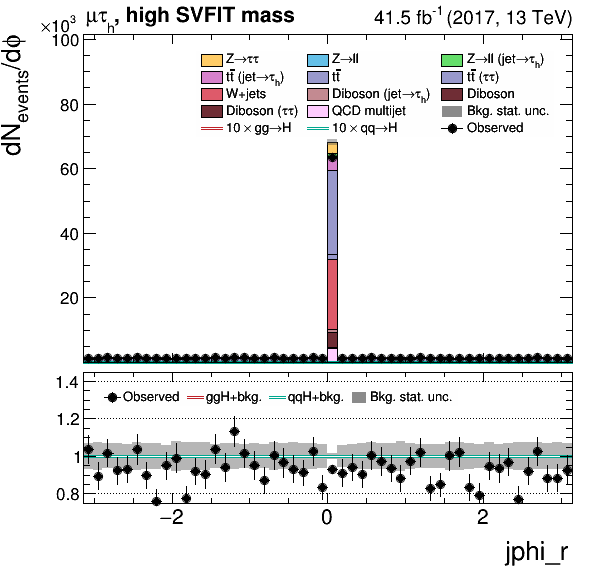 μτₕ, high SVFIT mass 41.5 fb⁻¹ (2017, 13 TeV)
×10³
dN_events/dϕ
100
80
60
40
20
Z→ττ Z→ll Z→ll (jet→τₕ)
tt̄ (jet→τₕ) tt̄ tt̄ (ττ)
W+jets Diboson (jet→τₕ) Diboson
Diboson (ττ) QCD multijet Bkg. stat. unc.
10×gg→H 10×qq→H Observed
1.4
1.2
1
0.8
Observed ggH+bkg. qqH+bkg. Bkg. stat. unc.
−2 0 2
jphi_r